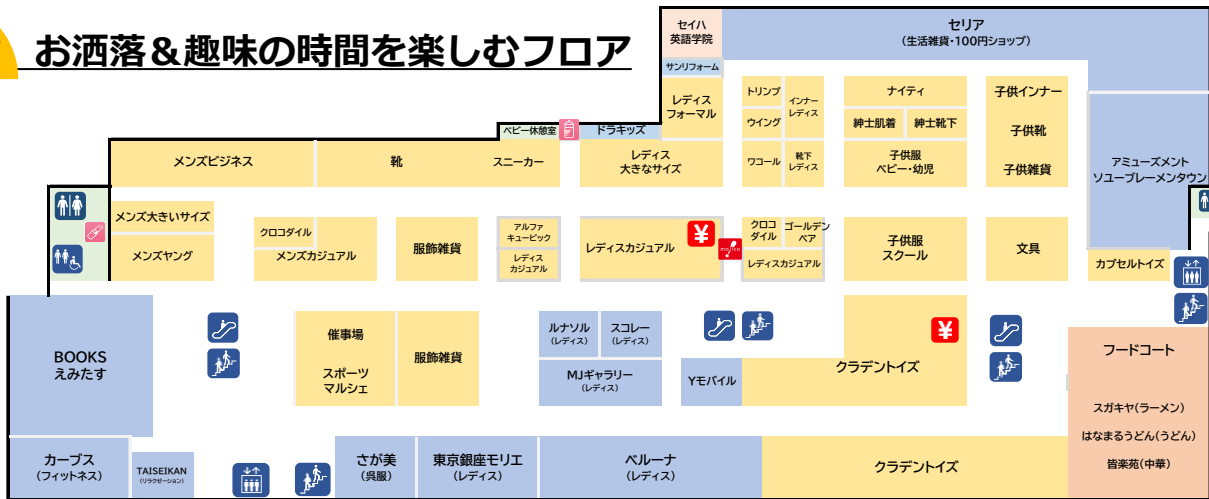 お洒落&趣味の時間を楽しむフロア
セイハ
英語学院
セリア
(生活雑貨・100円ショップ)
サンリフォーム
レディス
フォーマル
トリンプ
インナー
レディス
ウイング
ナイティ
紳士肌着
紳士靴下
子供インナー
子供靴
子供雑貨
アミューズメント
ソユーブレーメンタウン
ベビー休憩室
ドラキッズ
メンズビジネス
靴
スニーカー
レディス
大きなサイズ
ワコール
靴下
レディス
子供服
ベビー・幼児
メンズ大きいサイズ
メンズヤング
クロコダイル
メンズカジュアル
服飾雑貨
アルファ
キュービック
レディス
カジュアル
レディスカジュアル
¥
majica
クロコ
ダイル
ゴールデン
ベア
レディスカジュアル
子供服
スクール
文具
カプセルトイズ
BOOKS
えみたす
催事場
スポーツ
マルシェ
服飾雑貨
ルナソル
(レディス)
スコレー
(レディス)
MJギャラリー
(レディス)
Yモバイル
¥
クラデントイズ
フードコート
スガキヤ(ラーメン)
はなまるうどん(うどん)
皆楽苑(中華)
カーブス
(フィットネス)
TAISEIKAN
(リラクゼーション)
さが美
(呉服)
東京銀座モリエ
(レディス)
ベルーナ
(レディス)
クラデントイズ